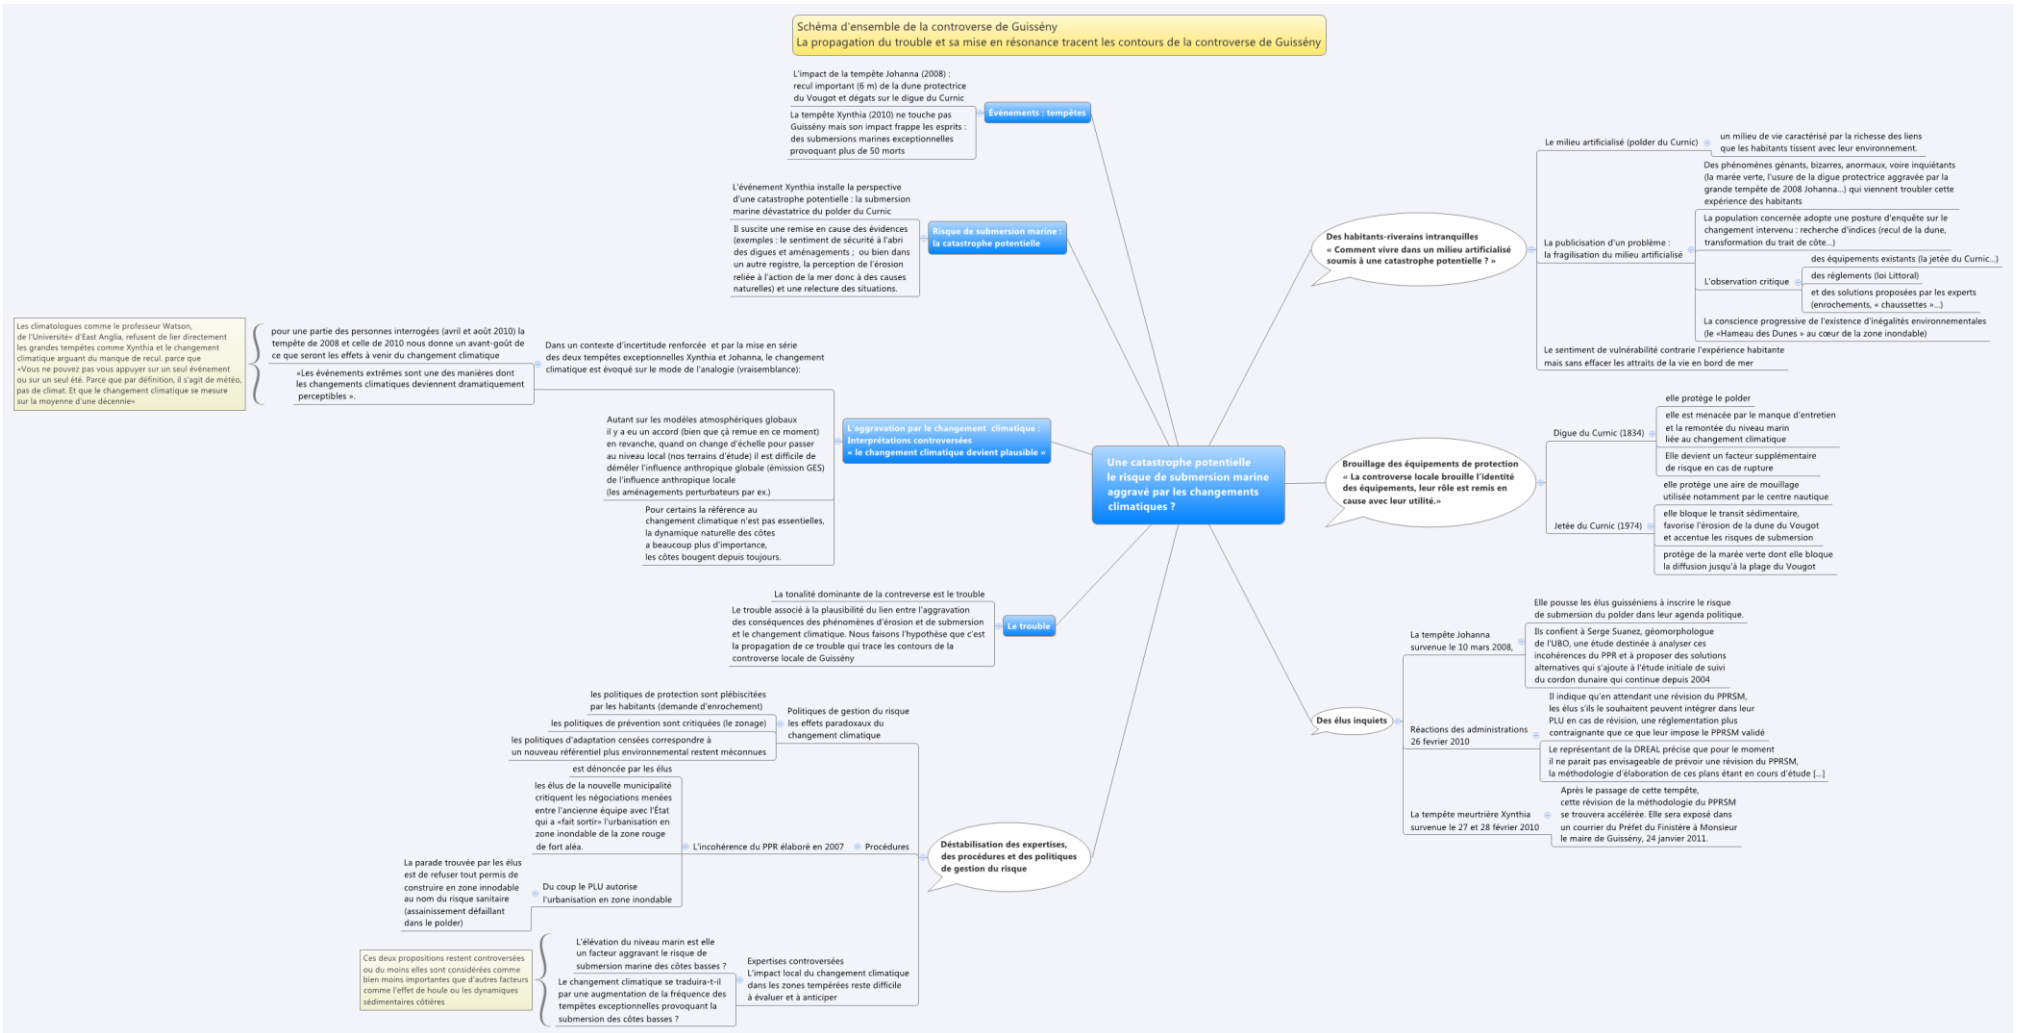 Schéma d'ensemble de la controverse de Guissény
La propagation du trouble et sa mise en résonance tracent les contours de la controverse de Guissény
L'impact de la tempête Johanna (2008) :
recul important (6 m) de la dune protectrice
du Vougot et dégats sur le digue du Curnic
La tempête Xynthia (2010) ne touche pas
Guissény mais son impact frappe les esprits :
des submersions marines exceptionnelles
provoquant plus de 50 morts
Événements : tempêtes
L'événement Xynthia installe la perspective
d'une catastrophe potentielle : la submersion
marine dévastatrice du polder du Curnic
Il suscite une remise en cause des évidences
(exemples : le sentiment de sécurité à l'abri
des digues et aménagements ; ou bien dans
un autre registre, la perception de l'érosion
reliée à l'action de la mer donc à des causes
naturelles) et une relecture des situations.
Risque de submersion marine :
la catastrophe potentielle
Les climatologues comme le professeur Watson,
de l'Université» d'East Anglia, refusent de lier directement
les grandes tempêtes comme Xynthia et le changement
climatique arguant du manque de recul. parce que
«Vous ne pouvez pas vous appuyer sur un seul événement
ou sur un seul été. Parce que par définition, il s'agit de météo,
pas de climat. Et que le changement climatique se mesure
sur la moyenne d'une décennie»
pour une partie des personnes interrogées (avril et août 2010) la
tempête de 2008 et celle de 2010 nous donne un avant-goût de
ce que seront les effets à venir du changement climatique
«Les événements extrêmes sont une des manières dont
les changements climatiques deviennent dramatiquement
perceptibles ».
Dans un contexte d'incertitude renforcée et par la mise en série
des deux tempêtes exceptionnelles Xynthia et Johanna, le changement
climatique est évoqué sur le mode de l'analogie (vraisemblance):
Autant sur les modèles atmosphériques globaux
il y a eu un accord (bien que çà remue en ce moment)
en revanche, quand on change d'échelle pour passer
au niveau local (nos terrains d'étude) il est difficile de
démêler l'influence anthropique globale (émission GES)
de l'influence anthropique locale
(les aménagements perturbateurs par ex.)
Pour certains la référence au
changement climatique n'est pas essentielles,
la dynamique naturelle des côtes
a beaucoup plus d'importance,
les côtes bougent depuis toujours.
L'aggravation par le changement climatique :
Interprétations controversées
« le changement climatique devient plausible »
La tonalité dominante de la contreverse est le trouble
Le trouble associé à la plausibilité du lien entre l'aggravation
des conséquences des phénomènes d'érosion et de submersion
et le changement climatique. Nous faisons l'hypothèse que c'est
la propagation de ce trouble qui trace les contours de la
controverse locale de Guissény
Le trouble
les politiques de protection sont plébiscitées
par les habitants (demande d'enrochement)
les politiques de prévention sont critiquées (le zonage)
les politiques d'adaptation censées correspondre à
un nouveau référentiel plus environnemental restent méconnues
Politiques de gestion du risque
les effets paradoxaux du
changement climatique
est dénoncée par les élus
les élus de la nouvelle municipalité
critiquent les négociations menées
entre l'ancienne équipe avec l'État
qui a «fait sortir» l'urbanisation en
zone inondable de la zone rouge
de fort aléa.
L'incohérence du PPR élaboré en 2007
Procédures
La parade trouvée par les élus
est de refuser tout permis de
construire en zone innodable
au nom du risque sanitaire
(assainissement défaillant
dans le polder)
Du coup le PLU autorise
l'urbanisation en zone inondable
Déstabilisation des expertises,
des procédures et des politiques
de gestion du risque
Ces deux propositions restent controversées
ou du moins elles sont considérées comme
bien moins importantes que d'autres facteurs
comme l'effet de houle ou les dynamiques
sédimentaires côtières
L'élévation du niveau marin est elle
un facteur aggravant le risque de
submersion marine des côtes basses ?
Le changement climatique se traduira-t-il
par une augmentation de la fréquence des
tempêtes exceptionnelles provoquant la
submersion des côtes basses ?
Expertises controversées
L'impact local du changement climatique
dans les zones tempérées reste difficile
à évaluer et à anticiper
Une catastrophe potentielle
le risque de submersion marine
aggravé par les changements
climatiques ?
Des habitants-riverains intranquilles
« Comment vivre dans un milieu artificialisé
soumis à une catastrophe potentielle ? »
Le milieu artificialisé (polder du Curnic)
un milieu de vie caractérisé par la richesse des liens
que les habitants tissent avec leur environnement.
Des phénomènes gênants, bizarres, anormaux, voire inquiétants
(la marée verte, l'usure de la digue protectrice aggravée par la
grande tempête de 2008 Johanna...) qui viennent troubler cette
expérience des habitants
La population concernée adopte une posture d'enquête sur le
changement intervenu : recherche d'indices (recul de la dune,
transformation du trait de côte...)
La publicisation d'un problème :
la fragilisation du milieu artificialisé
L'observation critique
des équipements existants (la jetée du Curnic...)
des réglements (loi Littoral)
et des solutions proposées par les experts
(enrochements, « chaussettes »...)
La conscience progressive de l'existence d'inégalités environnementales
(le «Hameau des Dunes » au cœur de la zone inondable)
Le sentiment de vulnérabilité contrarie l'expérience habitante
mais sans effacer les attraits de la vie en bord de mer
Brouillage des équipements de protection
« La controverse locale brouille l'identité
des équipements, leur rôle est remis en
cause avec leur utilité.»
Digue du Curnic (1834)
elle protège le polder
elle est menacée par le manque d'entretien
et la remontée du niveau marin
liée au changement climatique
Elle devient un facteur supplémentaire
de risque en cas de rupture
Jetée du Curnic (1974)
elle protége une aire de mouillage
utilisée notamment par le centre nautique
elle bloque le transit sédimentaire,
favorise l'érosion de la dune du Vougot
et accentue les risques de submersion
protége de la marée verte dont elle bloque
la diffusion jusqu'à la plage du Vougot
Des élus inquiets
La tempête Johanna
survenue le 10 mars 2008,
Elle pousse les élus guisséniens à inscrire le risque
de submersion du polder dans leur agenda politique.
Ils confient à Serge Suanez, géomorphologue
de l'UBO, une étude destinée à analyser ces
incohérences du PPR et à proposer des solutions
alternatives qui s'ajoute à l'étude initiale de suivi
du cordon dunaire qui continue depuis 2004
Réactions des administrations
26 fevrier 2010
Il indique qu'en attendant une révision du PPRSM,
les élus s'ils le souhaitent peuvent intégrer dans leur
PLU en cas de révision, une réglementation plus
contraignante que ce que leur impose le PPRSM validé
Le représentant de la DREAL précise que pour le moment
il ne parait pas envisageable de prévoir une révision du PPRSM,
la méthodologie d'élaboration de ces plans étant en cours d'étude [...]
La tempête meurtrière Xynthia
survenue le 27 et 28 février 2010
Après le passage de cette tempête,
cette révision de la méthodologie du PPRSM
se trouvera accélérée. Elle sera exposé dans
un courrier du Préfet du Finistère à Monsieur
le maire de Guissény, 24 janvier 2011.